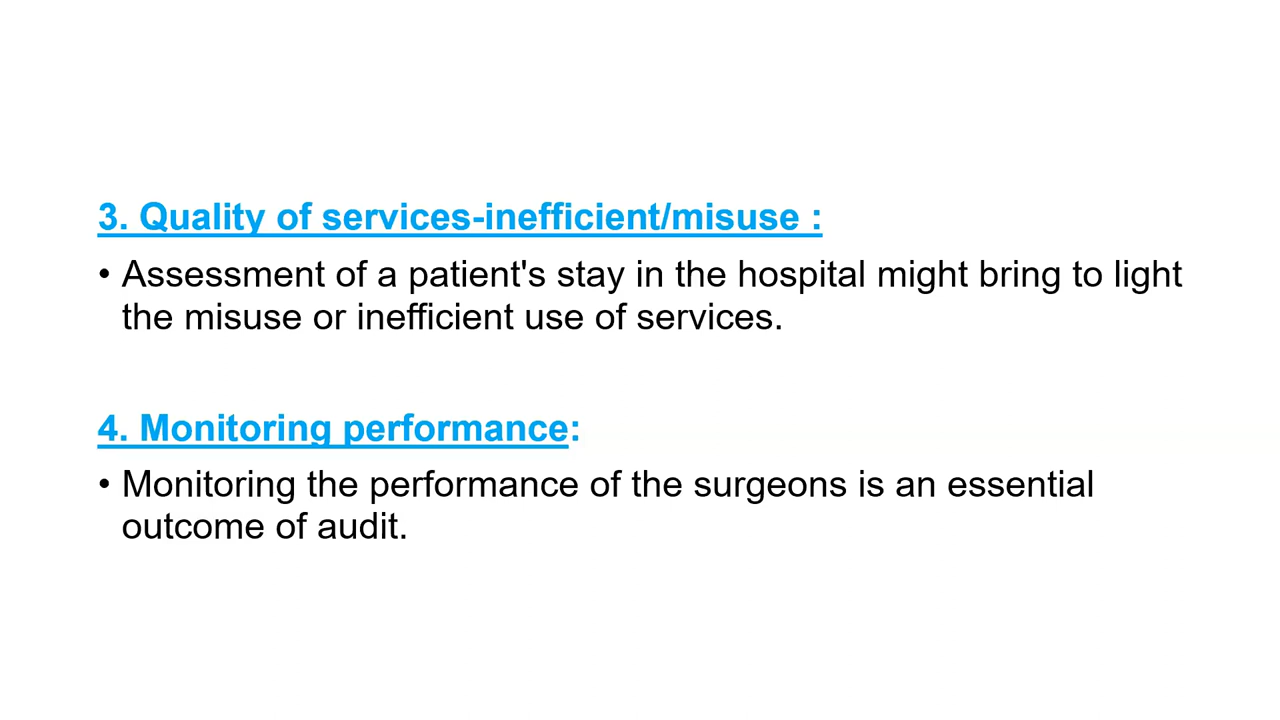 3. Quality of services-inefficient/misuse :
• Assessment of a patient's stay in the hospital might bring to light
the misuse or inefficient use of services.
4. Monitoring performance:
• Monitoring the performance of the surgeons is an essential
outcome of audit.